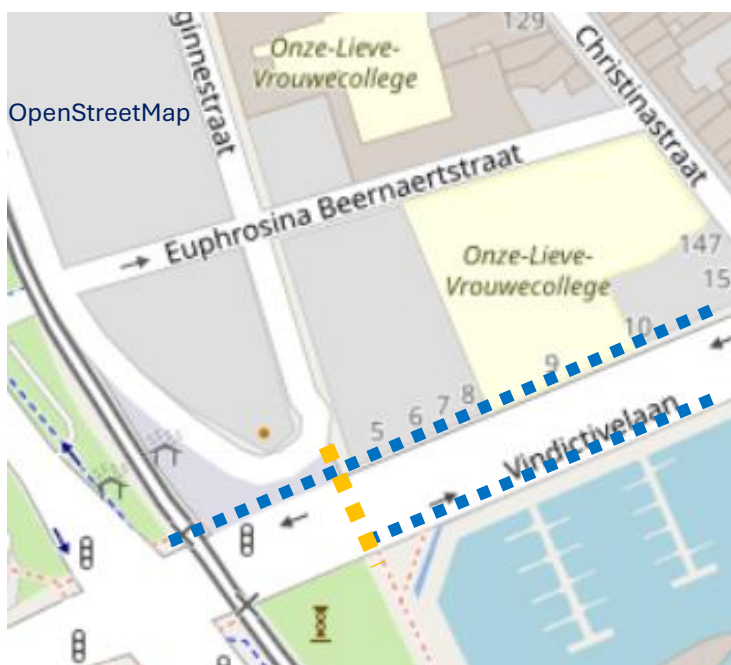 129
Onze-Lieve-
Vrouwecollege
ginnestraat
Christinastraat
OpenStreetMap
Euphrosina Beernaertstraat
Onze-Lieve-
Vrouwecollege
147
15
10
9
8
7
6
5
Vindictivelaan